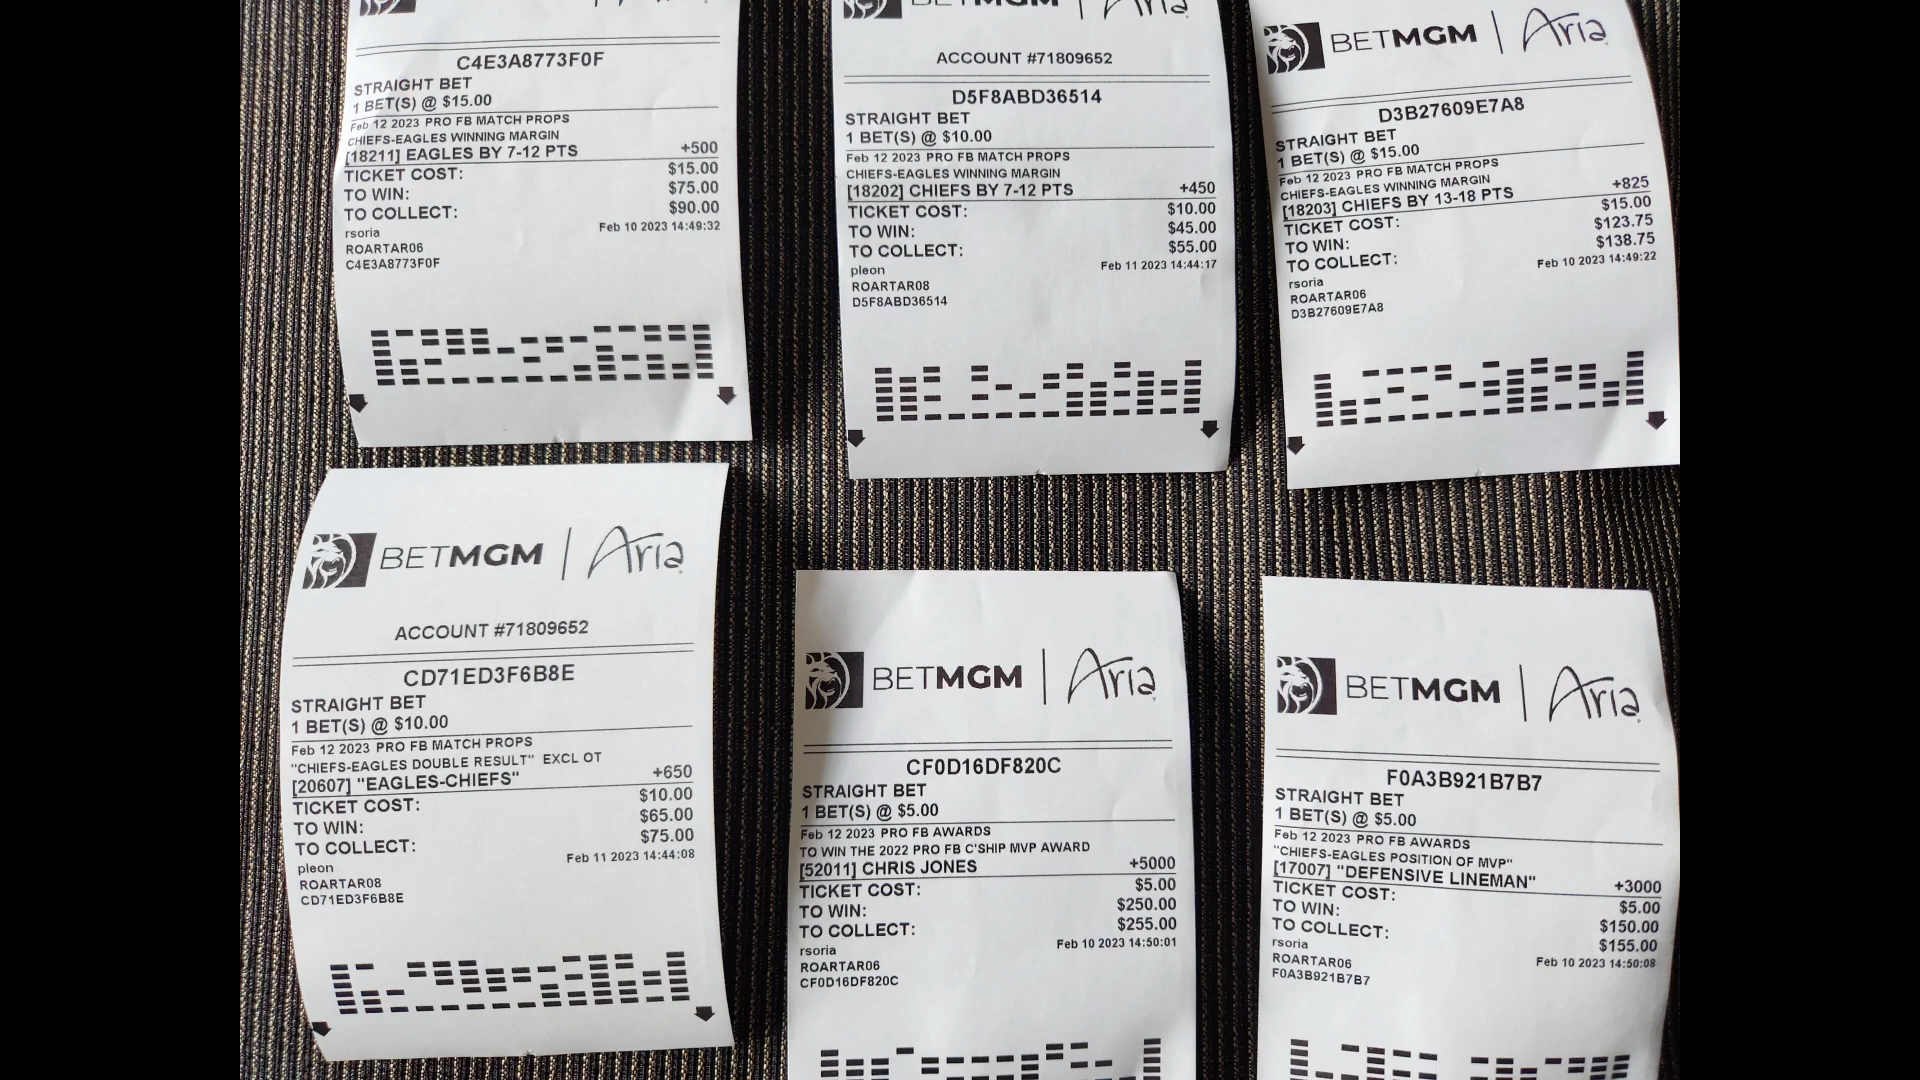 C4E3A8773F0F
STRAIGHT BET
1 BET(S) @ $15.00
Feb 12 2023 PRO FB MATCH PROPS
CHIEFS-EAGLES WINNING MARGIN
[18211] EAGLES BY 7-12 PTS +500
TICKET COST: $15.00
TO WIN: $75.00
TO COLLECT: $90.00
rsoria Feb 10 2023 14:49:32
ROARTAR06
C4E3A8773F0F
BETMGM | Aria
ACCOUNT #71809652
D5F8ABD36514
STRAIGHT BET
1 BET(S) @ $10.00
Feb 12 2023 PRO FB MATCH PROPS
CHIEFS-EAGLES WINNING MARGIN
[18202] CHIEFS BY 7-12 PTS +450
TICKET COST: $10.00
TO WIN: $45.00
TO COLLECT: $55.00
pleon Feb 11 2023 14:44:17
ROARTAR08
D5F8ABD36514
BETMGM | Aria
D3B27609E7A8
STRAIGHT BET
1 BET(S) @ $15.00
Feb 12 2023 PRO FB MATCH PROPS
CHIEFS-EAGLES WINNING MARGIN
[18203] CHIEFS BY 13-18 PTS +825
TICKET COST: $15.00
TO WIN: $123.75
TO COLLECT: $138.75
rsoria Feb 10 2023 14:49:22
ROARTAR06
D3B27609E7A8
BETMGM | Aria
ACCOUNT #71809652
CD71ED3F6B8E
STRAIGHT BET
1 BET(S) @ $10.00
Feb 12 2023 PRO FB MATCH PROPS
"CHIEFS-EAGLES DOUBLE RESULT" EXCL OT
[20607] "EAGLES-CHIEFS" +650
TICKET COST: $10.00
TO WIN: $65.00
TO COLLECT: $75.00
pleon Feb 11 2023 14:44:08
ROARTAR08
CD71ED3F6B8E
BETMGM | Aria
CF0D16DF820C
STRAIGHT BET
1 BET(S) @ $5.00
Feb 12 2023 PRO FB AWARDS
TO WIN THE 2022 PRO FB C'SHIP MVP AWARD
[52011] CHRIS JONES +5000
TICKET COST: $5.00
TO WIN: $250.00
TO COLLECT: $255.00
rsoria Feb 10 2023 14:50:01
ROARTAR06
CF0D16DF820C
BETMGM | Aria
F0A3B921B7B7
STRAIGHT BET
1 BET(S) @ $5.00
Feb 12 2023 PRO FB AWARDS
"CHIEFS-EAGLES POSITION OF MVP"
[17007] "DEFENSIVE LINEMAN" +3000
TICKET COST: $5.00
TO WIN: $150.00
TO COLLECT: $155.00
rsoria Feb 10 2023 14:50:08
ROARTAR06
F0A3B921B7B7